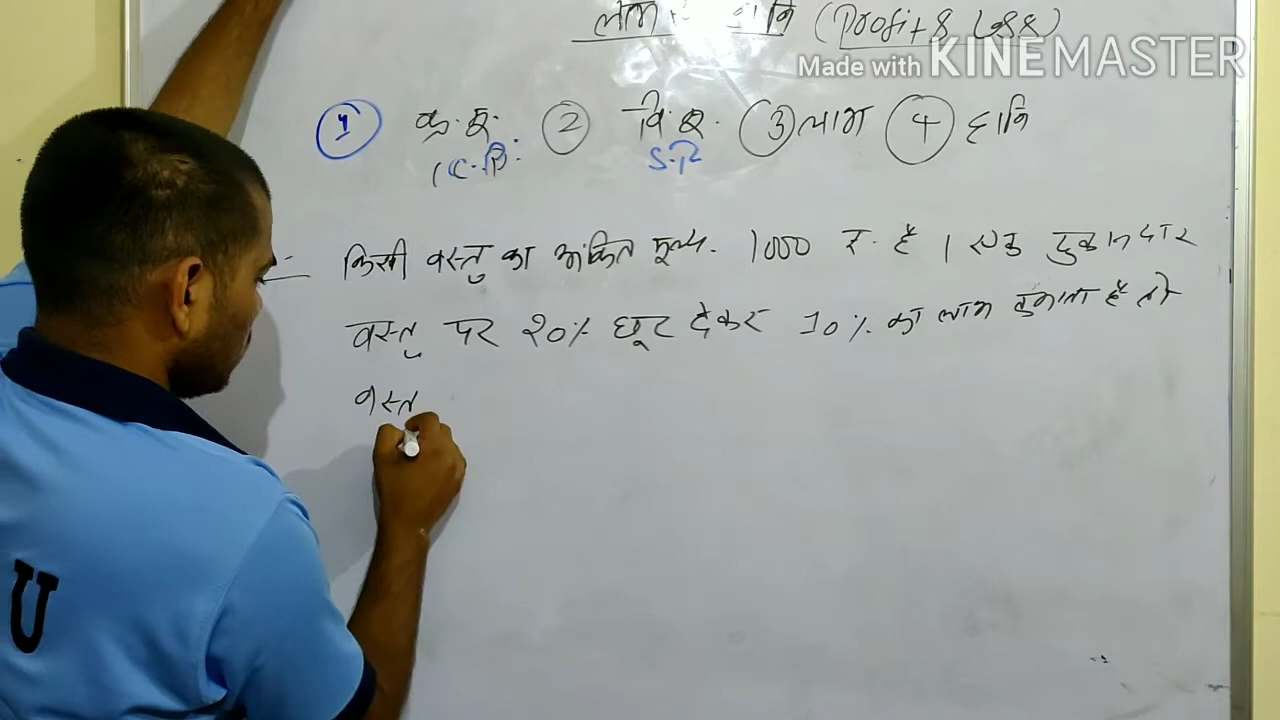 लाभ हानि (Profit & Loss)
Made with KINEMASTER
1 क्र.मू. 2 वि.मू. 3 लाभ 4 हानि
(C.P). S.P
किसी वस्तु का अंकित मूल्य. 1000 रु. है । एक दुकानदार
वस्तु पर 20% छूट देकर 10% का लाभ कमाता है तो
वस्तु
U